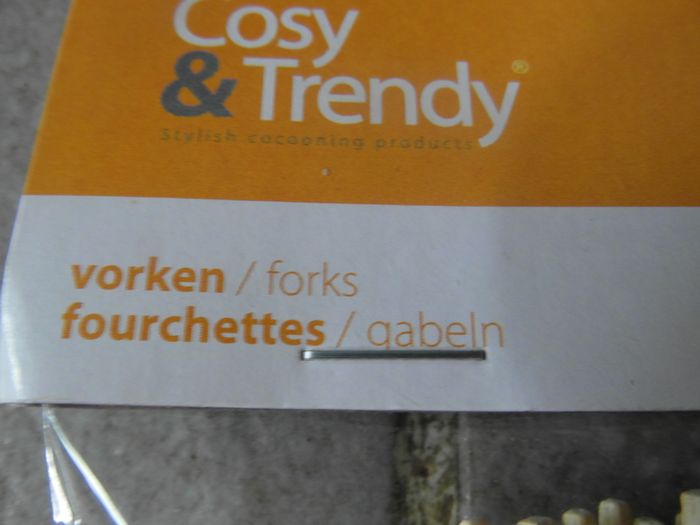 Cosy
& Trendy®
Stylish cocooning products
vorken / forks
fourchettes / gabeln